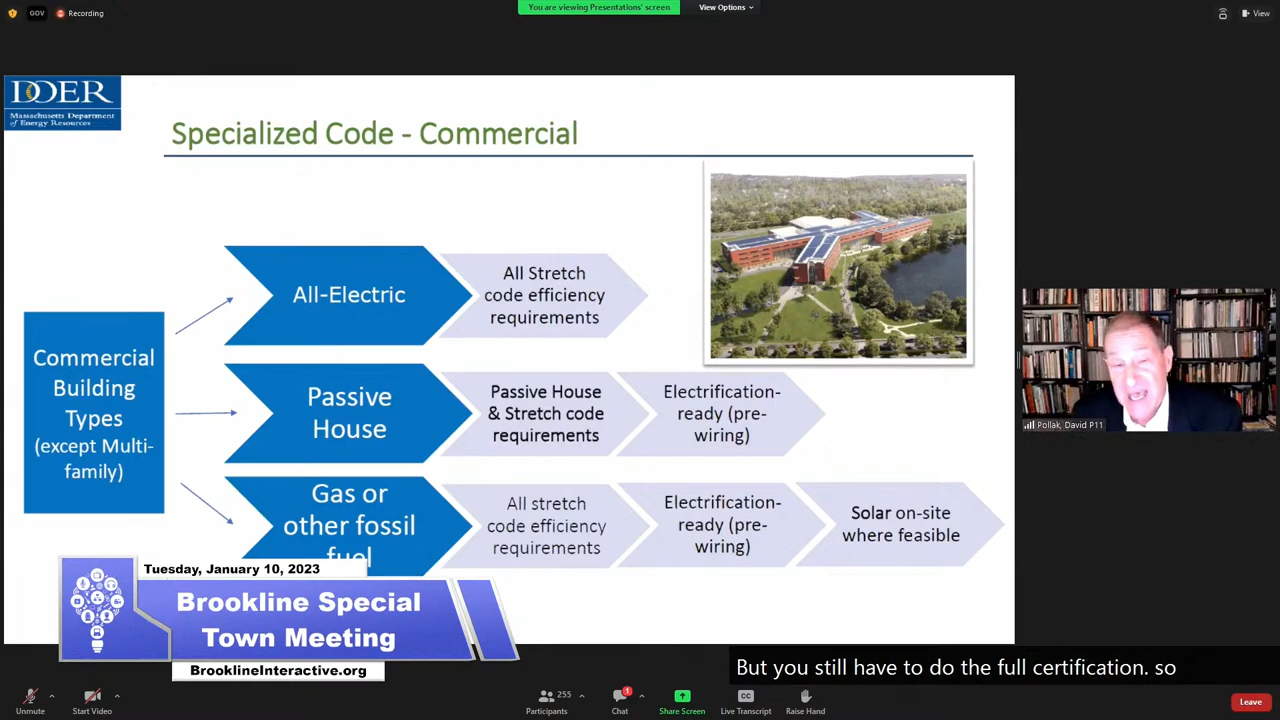 GOV
Recording
You are viewing Presentations' screen
View Options
View
DOER
Massachusetts Department
of Energy Resources
Specialized Code - Commercial
Commercial
Building
Types
(except Multi-
family)
All-Electric
All Stretch
code efficiency
requirements
Passive
House
Passive House
& Stretch code
requirements
Electrification-
ready (pre-
wiring)
Gas or
other fossil
fuel
All stretch
code efficiency
requirements
Electrification-
ready (pre-
wiring)
Solar on-site
where feasible
Pollak, David P11
Tuesday, January 10, 2023
Brookline Special
Town Meeting
BrooklineInteractive.org
But you still have to do the full certification. so
Unmute
Start Video
255
Participants
1
Chat
Share Screen
CC
Live Transcript
Raise Hand
Leave